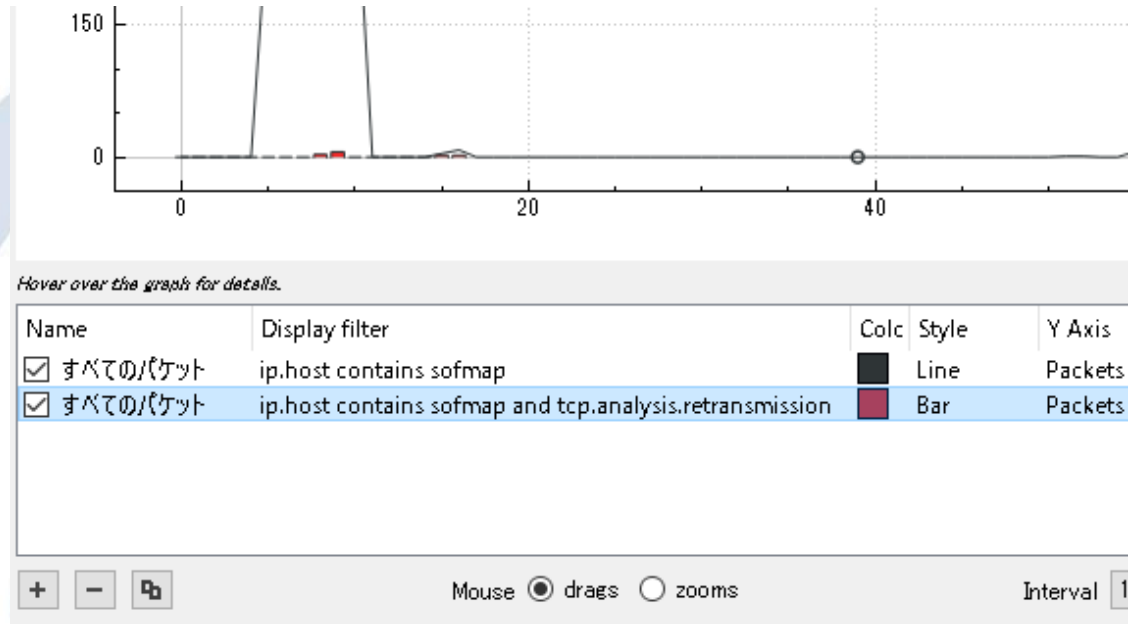 150
0
0 20 40
Hover over the graph for details.
Name Display filter Colc Style Y Axis
すべてのパケット ip.host contains sofmap Line Packets
すべてのパケット ip.host contains sofmap and tcp.analysis.retransmission Bar Packets
Mouse drags zooms Interval 1